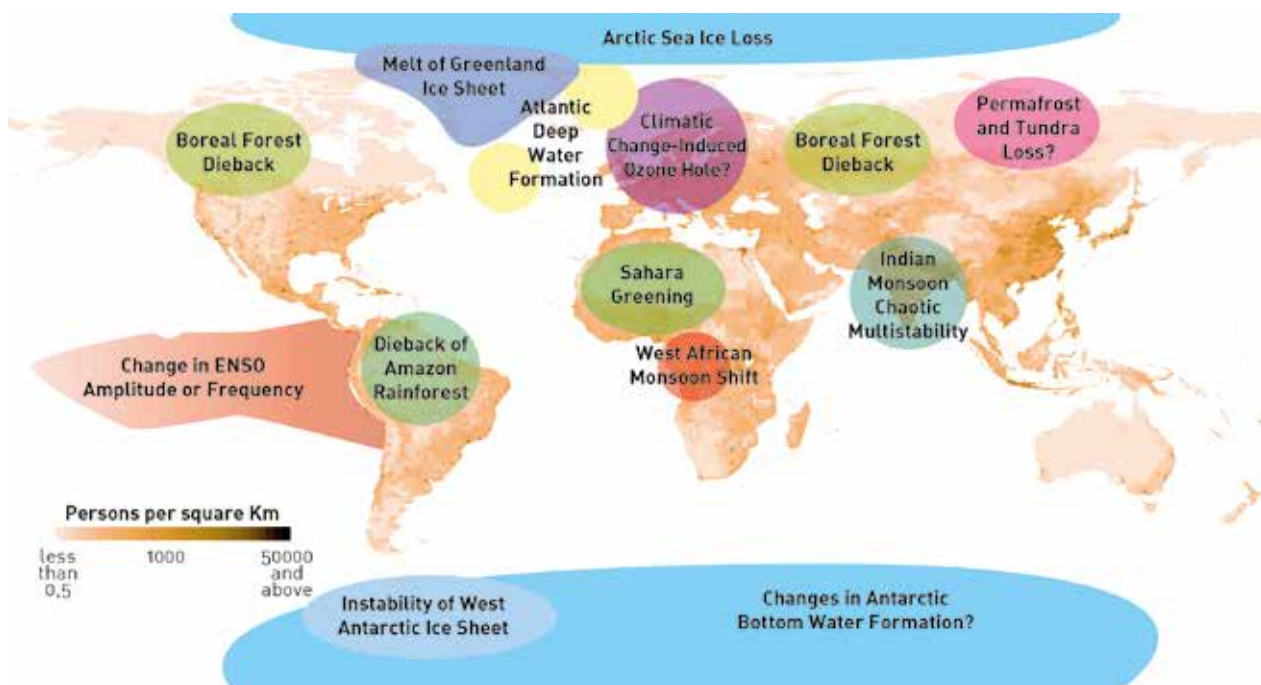 Arctic Sea Ice Loss
Melt of Greenland
Ice Sheet
Atlantic
Deep
Water
Formation
Climatic
Change-Induced
Ozone Hole?
Boreal Forest
Dieback
Permafrost
and Tundra
Loss?
Boreal Forest
Dieback
Sahara
Greening
Indian
Monsoon
Chaotic
Multistability
West African
Monsoon Shift
Dieback of
Amazon
Rainforest
Change in ENSO
Amplitude or Frequency
Persons per square Km
less
than
0.5
1000
50000
and
above
Instability of West
Antarctic Ice Sheet
Changes in Antarctic
Bottom Water Formation?